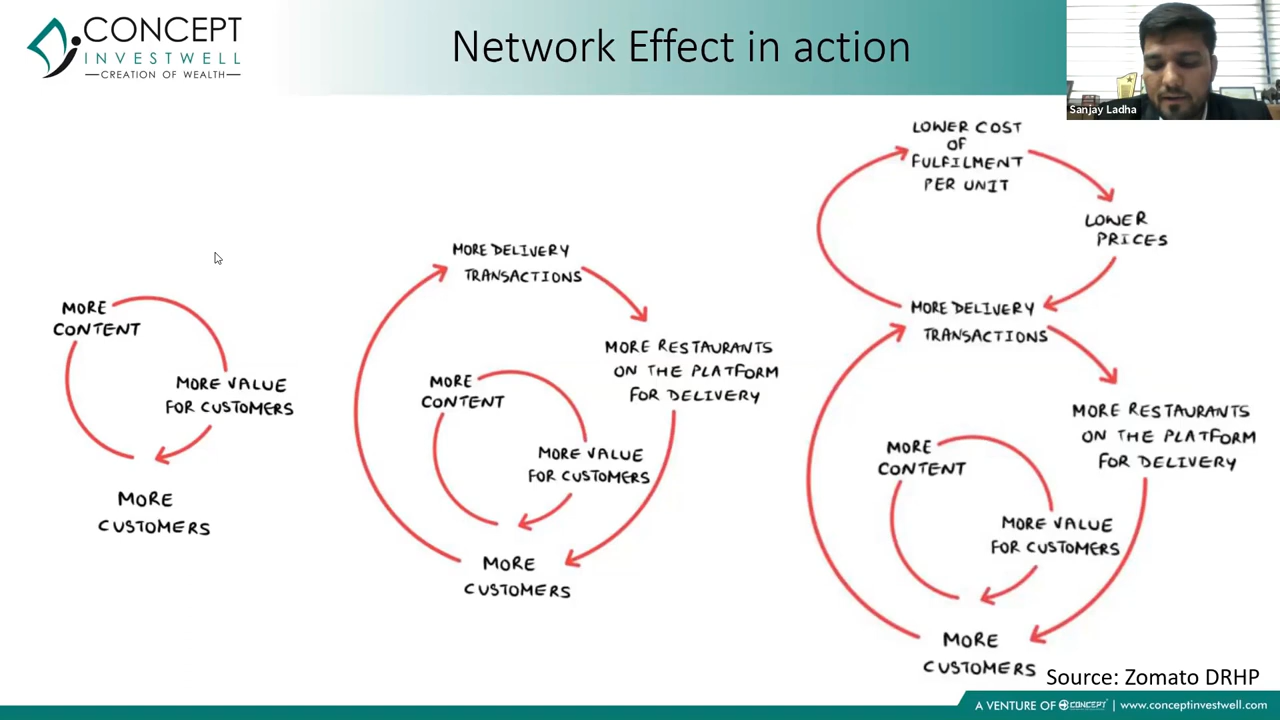 CONCEPT
INVESTWELL
CREATION OF WEALTH
Network Effect in action
Sanjay Ladha
MORE
CONTENT
MORE VALUE
FOR CUSTOMERS
MORE
CUSTOMERS
MORE DELIVERY
TRANSACTIONS
MORE RESTAURANTS
ON THE PLATFORM
FOR DELIVERY
MORE
CONTENT
MORE VALUE
FOR CUSTOMERS
MORE
CUSTOMERS
LOWER COST
OF
FULFILMENT
PER UNIT
LOWER
PRICES
MORE DELIVERY
TRANSACTIONS
MORE RESTAURANTS
ON THE PLATFORM
FOR DELIVERY
MORE
CONTENT
MORE VALUE
FOR CUSTOMERS
MORE
CUSTOMERS
Source: Zomato DRHP
A VENTURE OF CONCEPT | www.conceptinvestwell.com